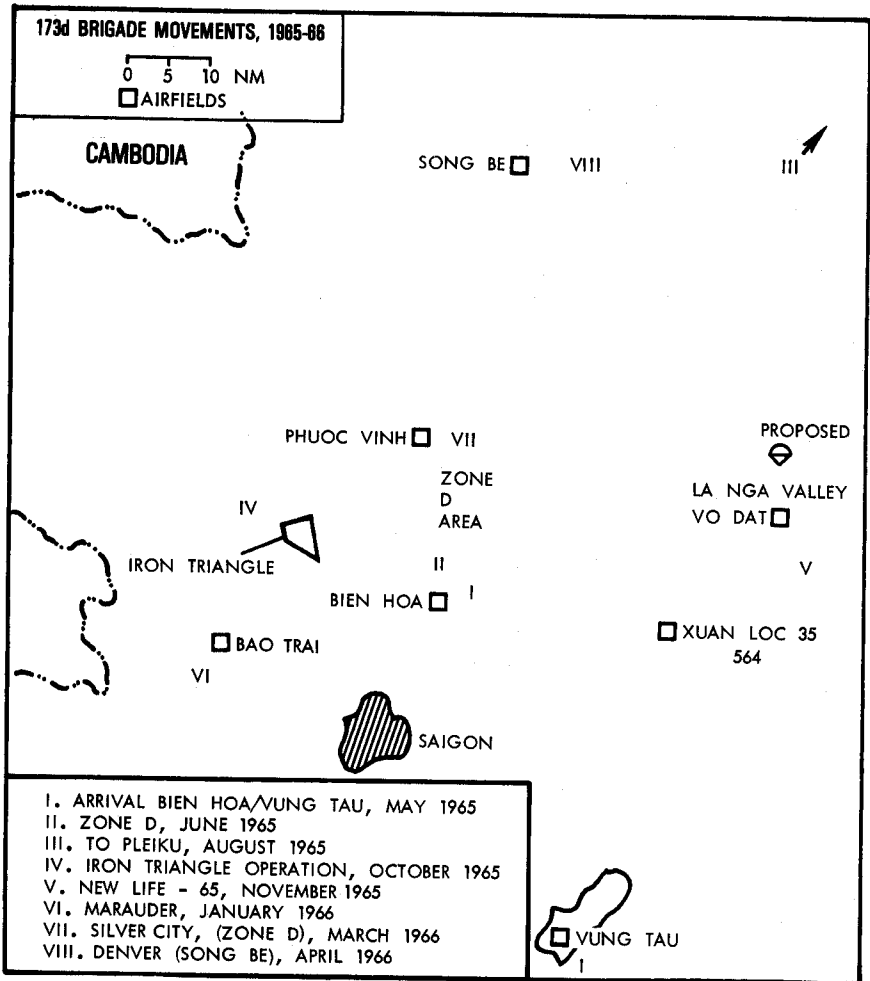 173d BRIGADE MOVEMENTS, 1965-66
0 5 10 NM
AIRFIELDS
CAMBODIA
SONG BE VIII III
PHUOC VINH VII
PROPOSED
ZONE
D
AREA
LA NGA VALLEY
VO DAT
IV
IRON TRIANGLE
II
V
BIEN HOA I
BAO TRAI
XUAN LOC 35
564
VI
SAIGON
I. ARRIVAL BIEN HOA/VUNG TAU, MAY 1965
II. ZONE D, JUNE 1965
III. TO PLEIKU, AUGUST 1965
IV. IRON TRIANGLE OPERATION, OCTOBER 1965
V. NEW LIFE - 65, NOVEMBER 1965
VI. MARAUDER, JANUARY 1966
VII. SILVER CITY, (ZONE D), MARCH 1966
VIII. DENVER (SONG BE), APRIL 1966
VUNG TAU
I